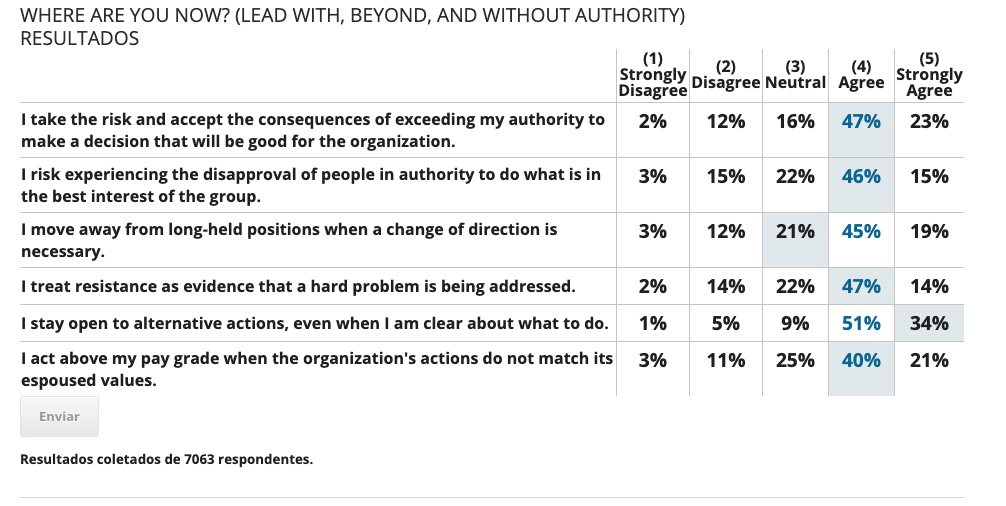 WHERE ARE YOU NOW? (LEAD WITH, BEYOND, AND WITHOUT AUTHORITY)
RESULTADOS
(1) Strongly Disagree (2) Disagree (3) Neutral (4) Agree (5) Strongly Agree
I take the risk and accept the consequences of exceeding my authority to 2% 12% 16% 47% 23%
make a decision that will be good for the organization.
I risk experiencing the disapproval of people in authority to do what is in 3% 15% 22% 46% 15%
the best interest of the group.
I move away from long-held positions when a change of direction is 3% 12% 21% 45% 19%
necessary.
I treat resistance as evidence that a hard problem is being addressed. 2% 14% 22% 47% 14%
I stay open to alternative actions, even when I am clear about what to do. 1% 5% 9% 51% 34%
I act above my pay grade when the organization's actions do not match its 3% 11% 25% 40% 21%
espoused values.
Enviar
Resultados coletados de 7063 respondentes.